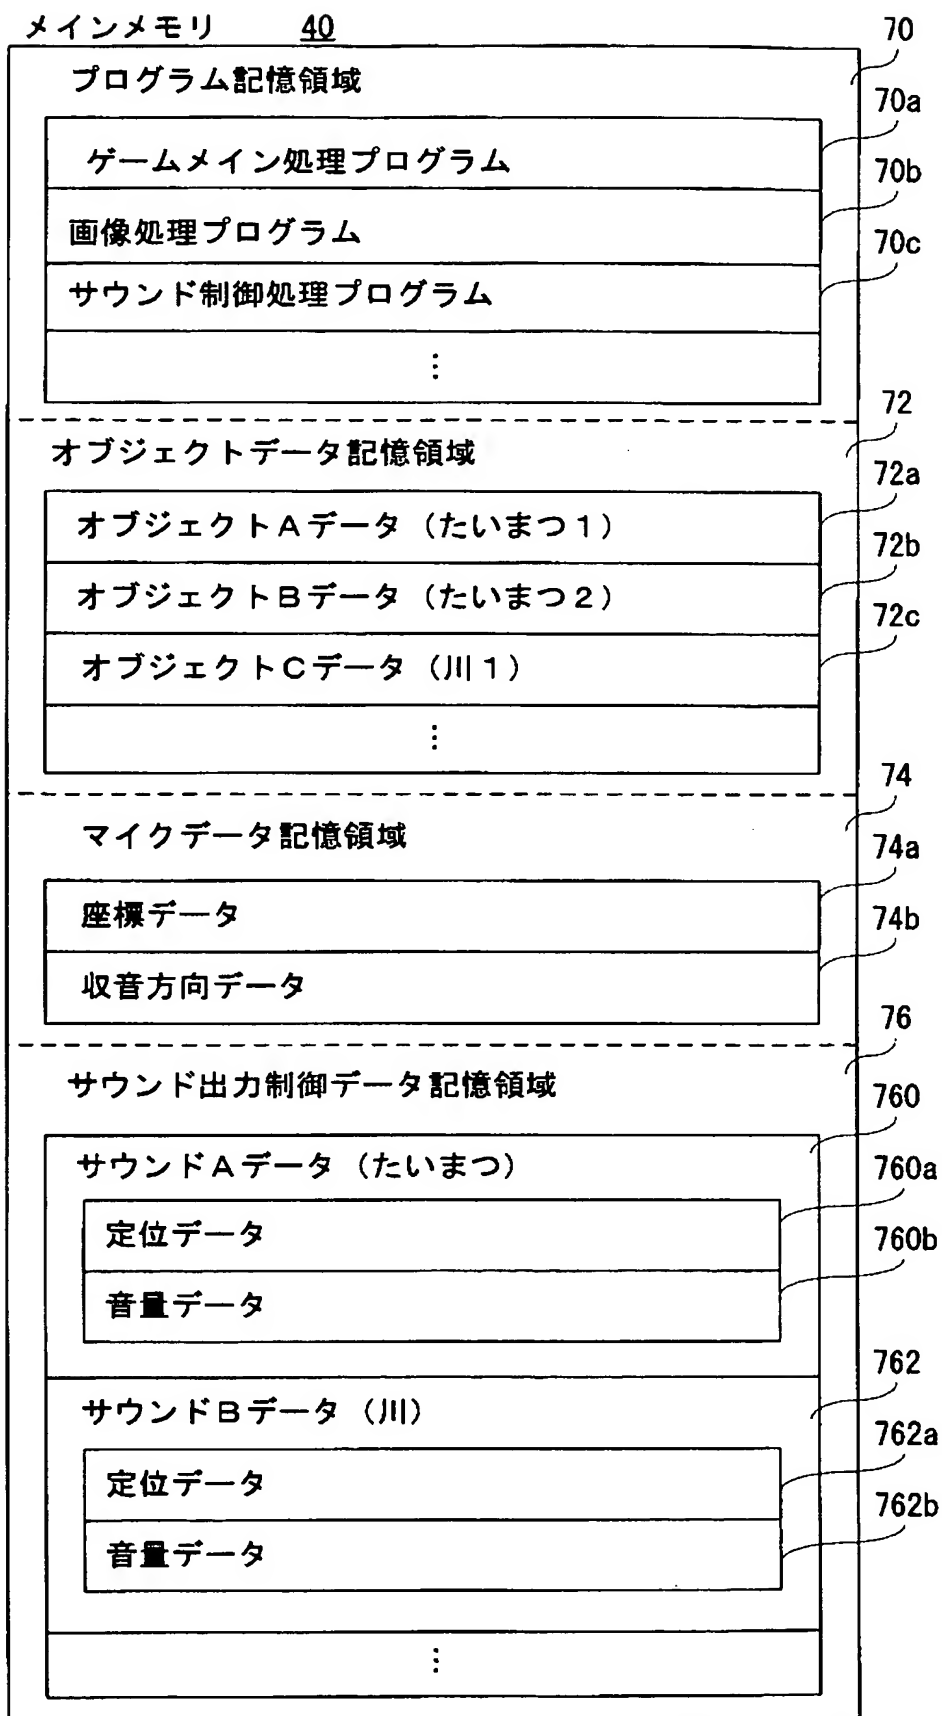 メインメモリ 40
70
プログラム記憶領域
70a
ゲームメイン処理プログラム
70b
画像処理プログラム
70c
サウンド制御処理プログラム
⋮
72
オブジェクトデータ記憶領域
72a
オブジェクトAデータ（たいまつ1）
72b
オブジェクトBデータ（たいまつ2）
72c
オブジェクトCデータ（川1）
⋮
74
マイクデータ記憶領域
74a
座標データ
74b
収音方向データ
76
サウンド出力制御データ記憶領域
760
サウンドAデータ（たいまつ）
760a
定位データ
760b
音量データ
762
サウンドBデータ（川）
762a
定位データ
762b
音量データ
⋮